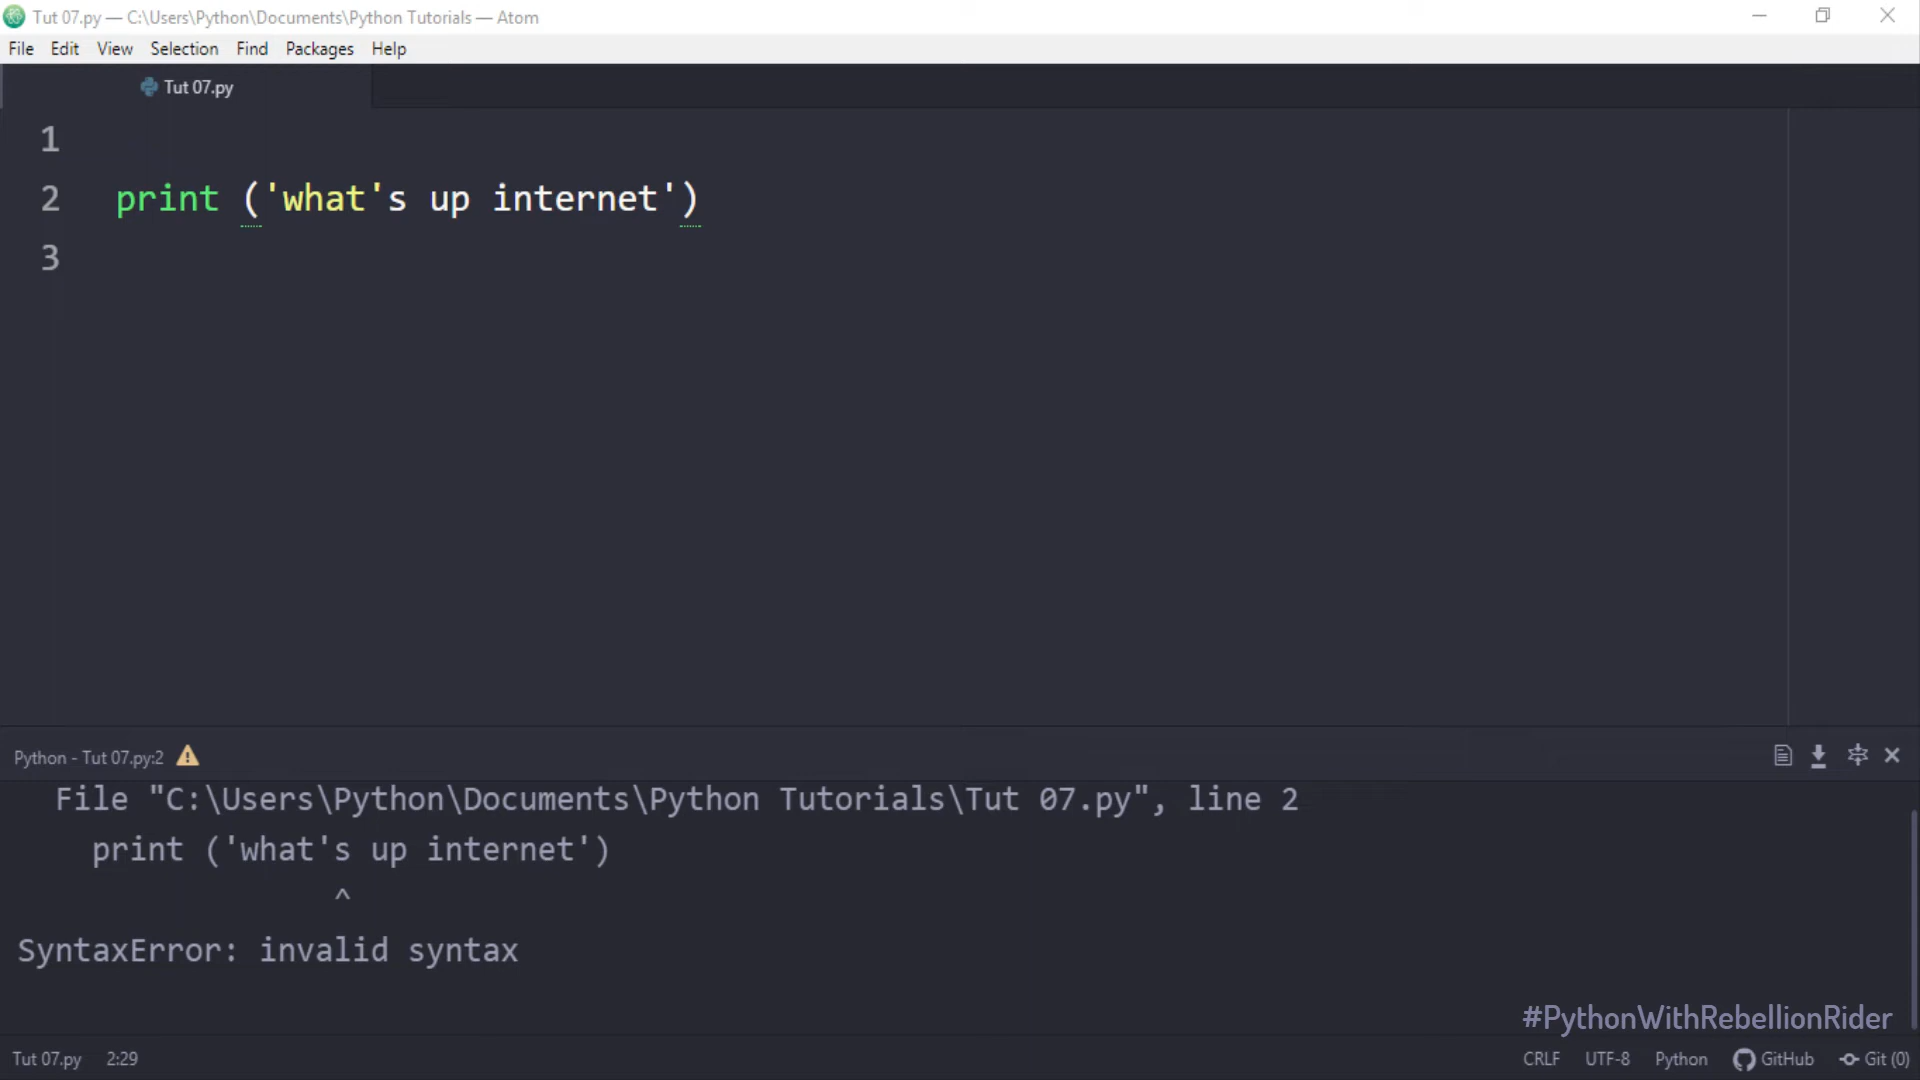 Tut 07.py — C:\Users\Python\Documents\Python Tutorials — Atom
File Edit View Selection Find Packages Help
Tut 07.py
1
2 print ('what's up internet')
3
Python - Tut 07.py:2
File "C:\Users\Python\Documents\Python Tutorials\Tut 07.py", line 2
print ('what's up internet')
^
SyntaxError: invalid syntax
#PythonWithRebellionRider
Tut 07.py 2:29 CRLF UTF-8 Python GitHub Git (0)